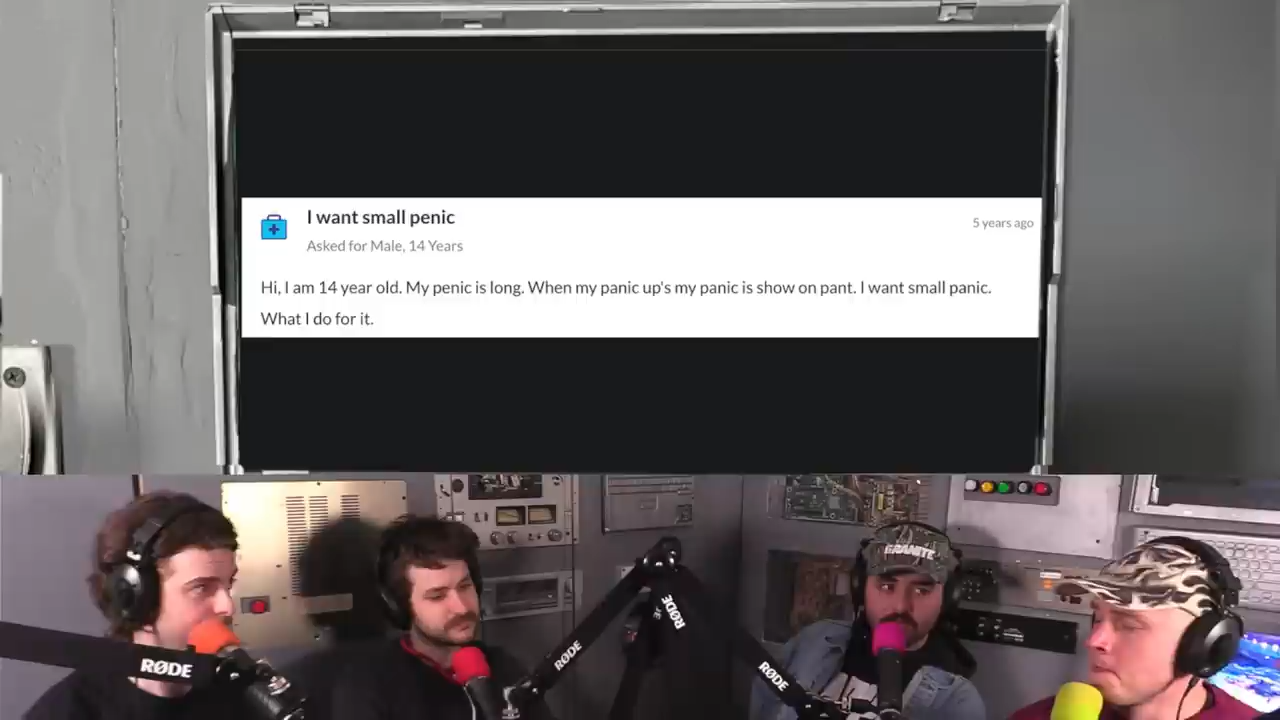 I want small penic
5 years ago
Asked for Male, 14 Years
Hi, I am 14 year old. My penic is long. When my panic up's my panic is show on pant. I want small panic.
What I do for it.
GRANITE
RØDE
RØDE
RØDE
RØDE